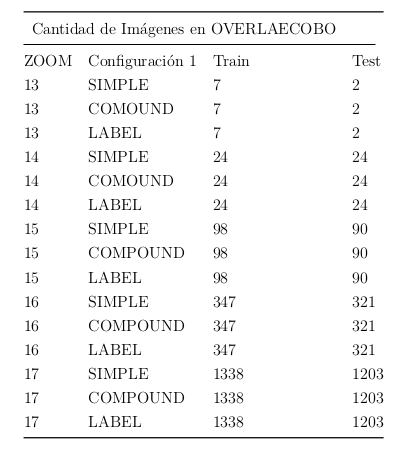 Cantidad de Imágenes en OVERLAECOBO
ZOOM Configuración 1 Train Test
13 SIMPLE 7 2
13 COMOUND 7 2
13 LABEL 7 2
14 SIMPLE 24 24
14 COMOUND 24 24
14 LABEL 24 24
15 SIMPLE 98 90
15 COMPOUND 98 90
15 LABEL 98 90
16 SIMPLE 347 321
16 COMPOUND 347 321
16 LABEL 347 321
17 SIMPLE 1338 1203
17 COMPOUND 1338 1203
17 LABEL 1338 1203